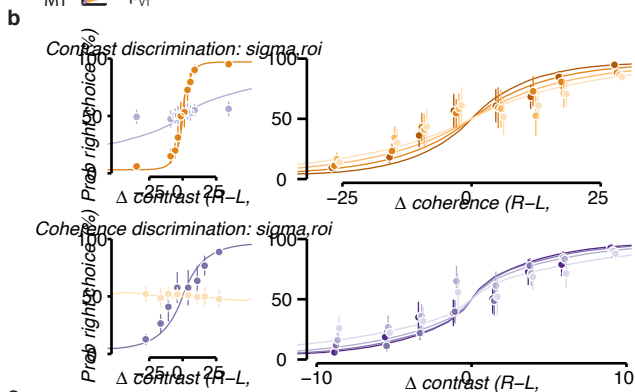 MT
V1
b
Contrast discrimination: sigma,roi
Prob right choice (%)
100
50
0
-25 0 25
Δ contrast (R–L,
100
50
0
-25 0 25
Δ coherence (R–L,
Coherence discrimination: sigma,roi
Prob right choice (%)
100
50
0
-25 0 25
Δ contrast (R–L,
100
50
0
-10 0 10
Δ contrast (R–L,